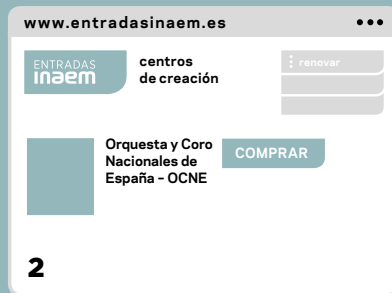 www.entradasinaem.es
ENTRADAS
inaem
centros
de creación
renovar
Orquesta y Coro
Nacionales de
España - OCNE
COMPRAR
2